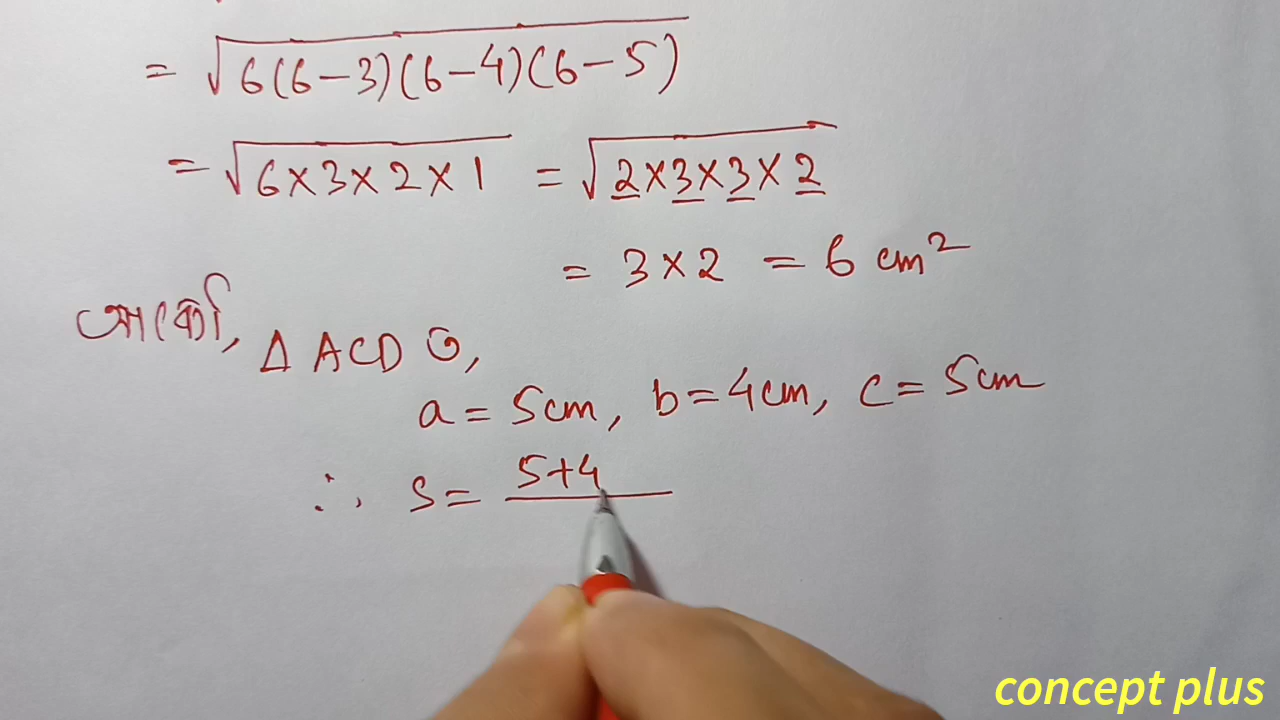 = √6(6-3)(6-4)(6-5)
= √6×3×2×1 = √2×3×3×2
= 3×2 = 6 cm²
△ ACD ত,
a = 5cm, b = 4cm, c = 5cm
∴ s = 5+4
concept plus